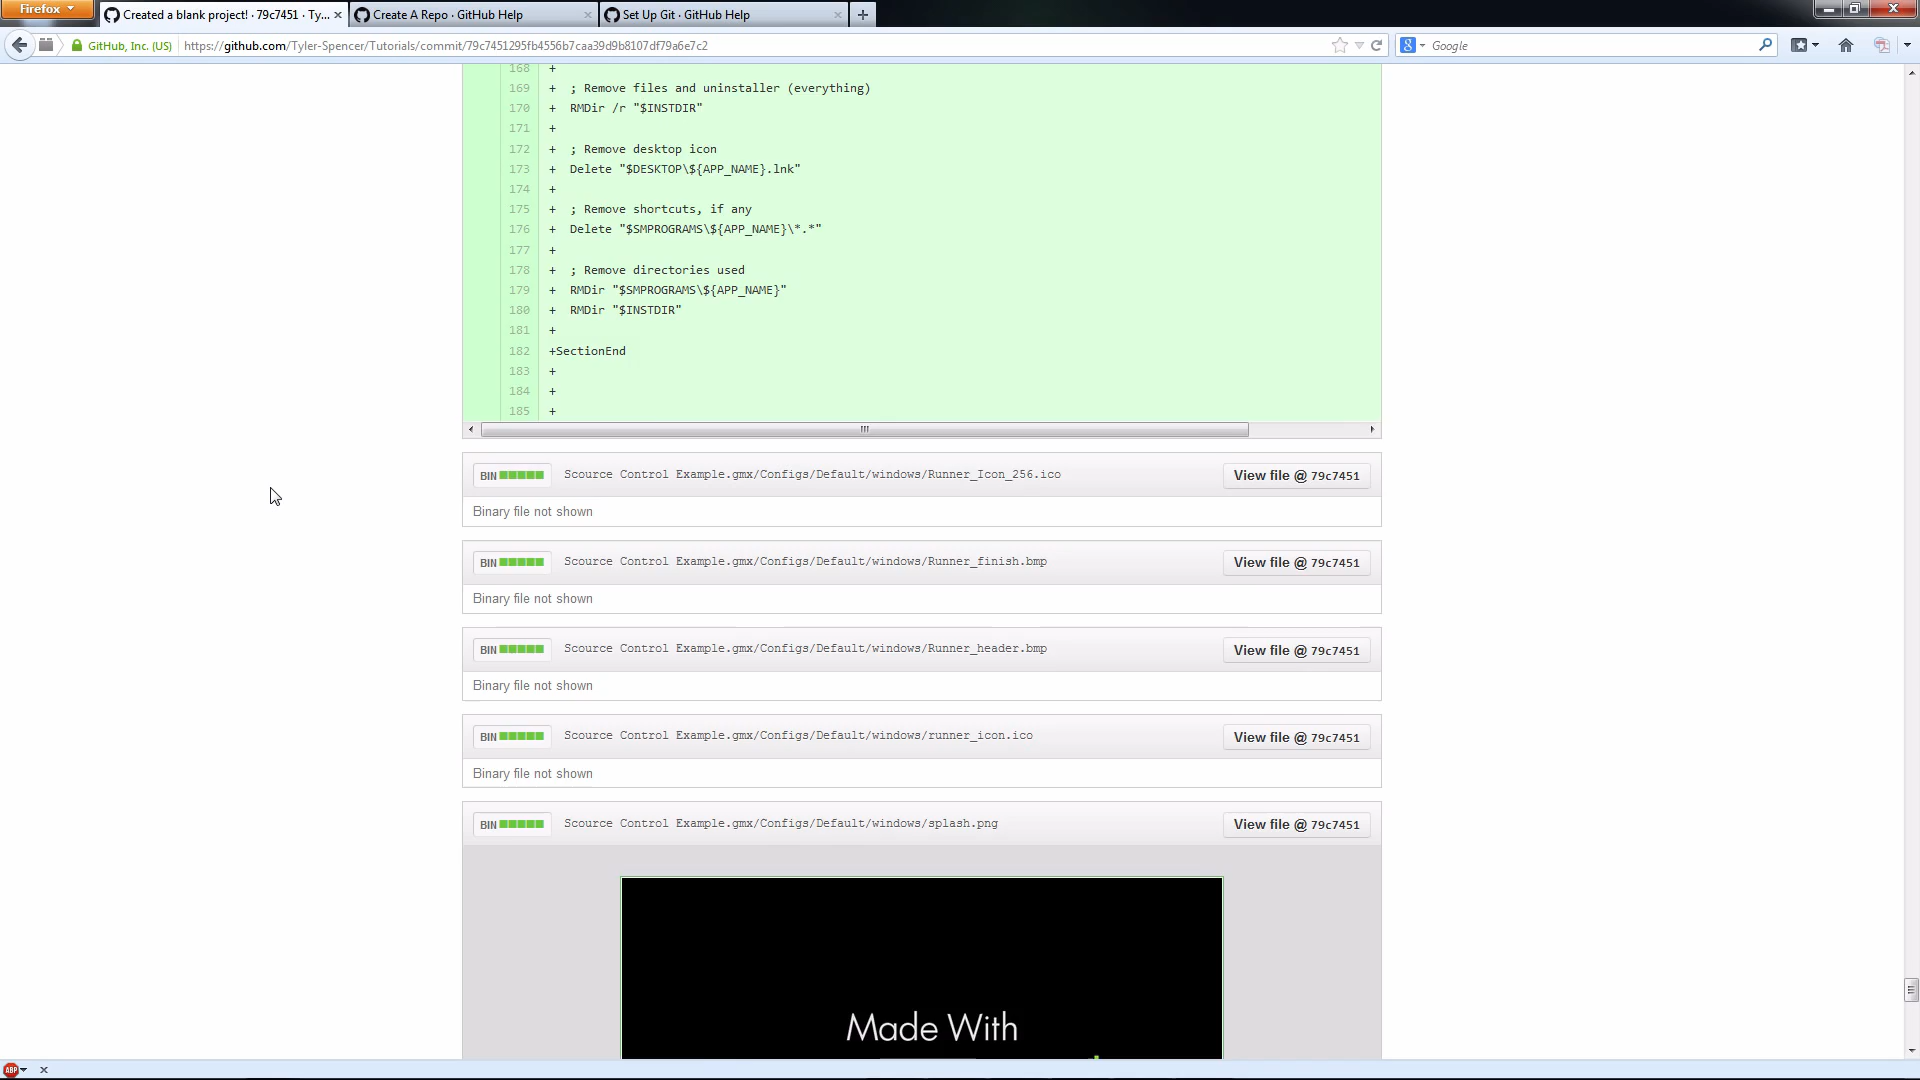 Firefox
Created a blank project! · 79c7451 · Ty...
Create A Repo · GitHub Help
Set Up Git · GitHub Help
GitHub, Inc. (US)
https://github.com/Tyler-Spencer/Tutorials/commit/79c7451295fb4556b7caa39d9b8107df79a6e7c2
Google
168 +
169 + ; Remove files and uninstaller (everything)
170 + RMDir /r "$INSTDIR"
171 +
172 + ; Remove desktop icon
173 + Delete "$DESKTOP\${APP_NAME}.lnk"
174 +
175 + ; Remove shortcuts, if any
176 + Delete "$SMPROGRAMS\${APP_NAME}\*.*"
177 +
178 + ; Remove directories used
179 + RMDir "$SMPROGRAMS\${APP_NAME}"
180 + RMDir "$INSTDIR"
181 +
182 +SectionEnd
183 +
184 +
185 +
BIN Scource Control Example.gmx/Configs/Default/windows/Runner_Icon_256.ico View file @ 79c7451
Binary file not shown
BIN Scource Control Example.gmx/Configs/Default/windows/Runner_finish.bmp View file @ 79c7451
Binary file not shown
BIN Scource Control Example.gmx/Configs/Default/windows/Runner_header.bmp View file @ 79c7451
Binary file not shown
BIN Scource Control Example.gmx/Configs/Default/windows/runner_icon.ico View file @ 79c7451
Binary file not shown
BIN Scource Control Example.gmx/Configs/Default/windows/splash.png View file @ 79c7451
Made With
ABP